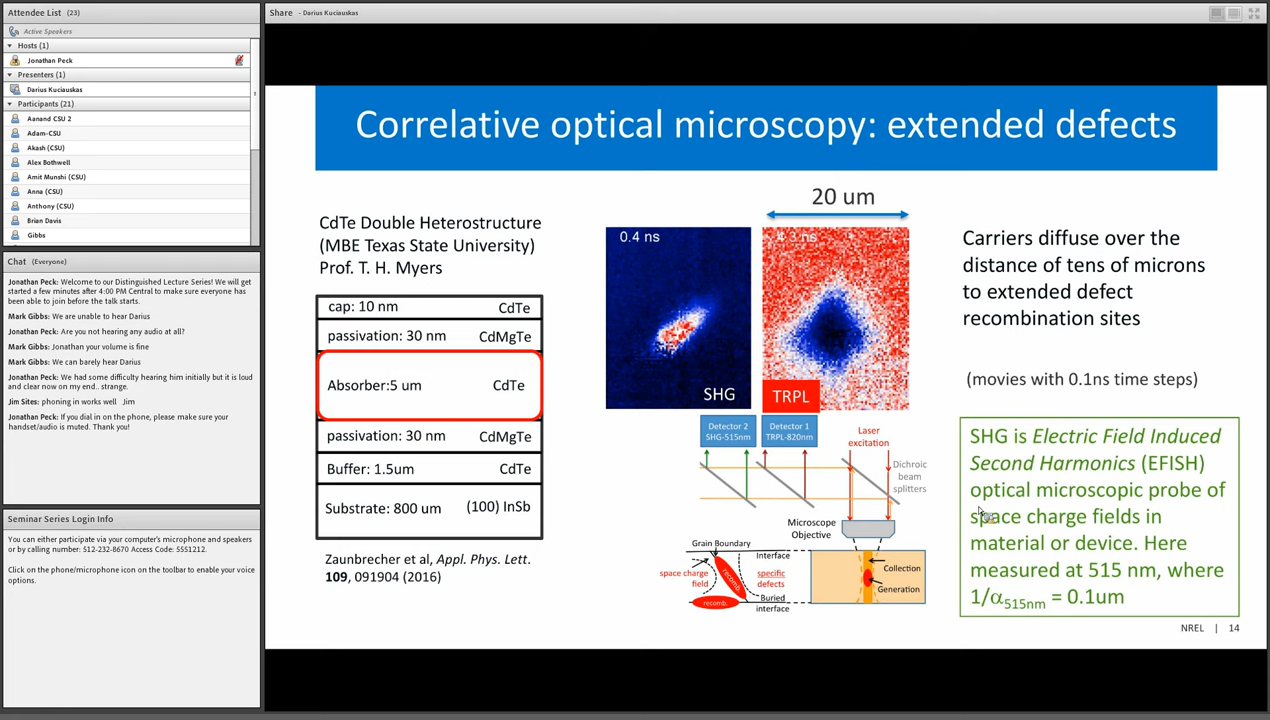 Attendee List (23)
Active Speakers
Hosts (1)
Jonathan Peck
Presenters (1)
Darius Kuciauskas
Participants (21)
Aanand CSU 2
Adam-CSU
Akash (CSU)
Alex Bothwell
Amit Munshi (CSU)
Anna (CSU)
Anthony (CSU)
Brian Davis
Gibbs
Chat (Everyone)
Jonathan Peck: Welcome to our Distinguished Lecture Series! We will get
started a few minutes after 4:00 PM Central to make sure everyone has
been able to join before the talk starts.
Mark Gibbs: We are unable to hear Darius
Jonathan Peck: Are you not hearing any audio at all?
Mark Gibbs: Jonathan your volume is fine
Mark Gibbs: We can barely hear Darius
Jonathan Peck: We had some difficulty hearing him initially but it is loud
and clear now on my end.. strange.
Jim Sites: phoning in works well Jim
Jonathan Peck: If you dial in on the phone, please make sure your
handset/audio is muted. Thank you!
Seminar Series Login Info
You can either participate via your computer's microphone and speakers
or by calling number: 512-232-8670 Access Code: 5551212.
Click on the phone/microphone icon on the toolbar to enable your voice
options.
Share - Darius Kuciauskas
Correlative optical microscopy: extended defects
CdTe Double Heterostructure
(MBE Texas State University)
Prof. T. H. Myers
cap: 10 nm CdTe
passivation: 30 nm CdMgTe
Absorber:5 um CdTe
passivation: 30 nm CdMgTe
Buffer: 1.5um CdTe
Substrate: 800 um (100) InSb
Zaunbrecher et al, Appl. Phys. Lett.
109, 091904 (2016)
20 um
0.4 ns
4.3 ns
SHG
TRPL
Detector 2
SHG-515nm
Detector 1
TRPL-820nm
Laser
excitation
Dichroic
beam
splitters
Microscope
Objective
Grain Boundary
Interface
space charge
field
recomb.
specific
defects
recomb.
Buried
interface
Collection
Generation
Carriers diffuse over the
distance of tens of microns
to extended defect
recombination sites
(movies with 0.1ns time steps)
SHG is Electric Field Induced
Second Harmonics (EFISH)
optical microscopic probe of
space charge fields in
material or device. Here
measured at 515 nm, where
1/α515nm = 0.1um
NREL | 14